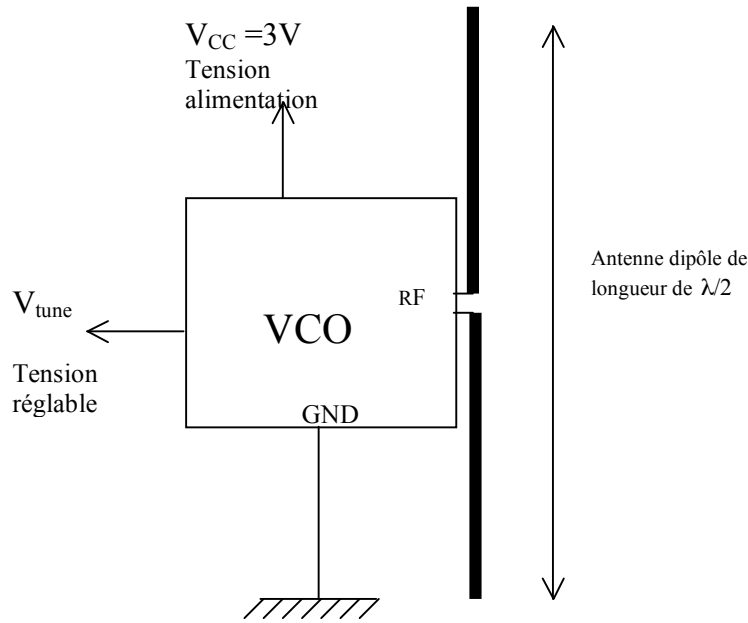 V_CC =3V
Tension
alimentation
Antenne dipôle de
longueur de λ/2
RF
V_tune
VCO
Tension
réglable
GND